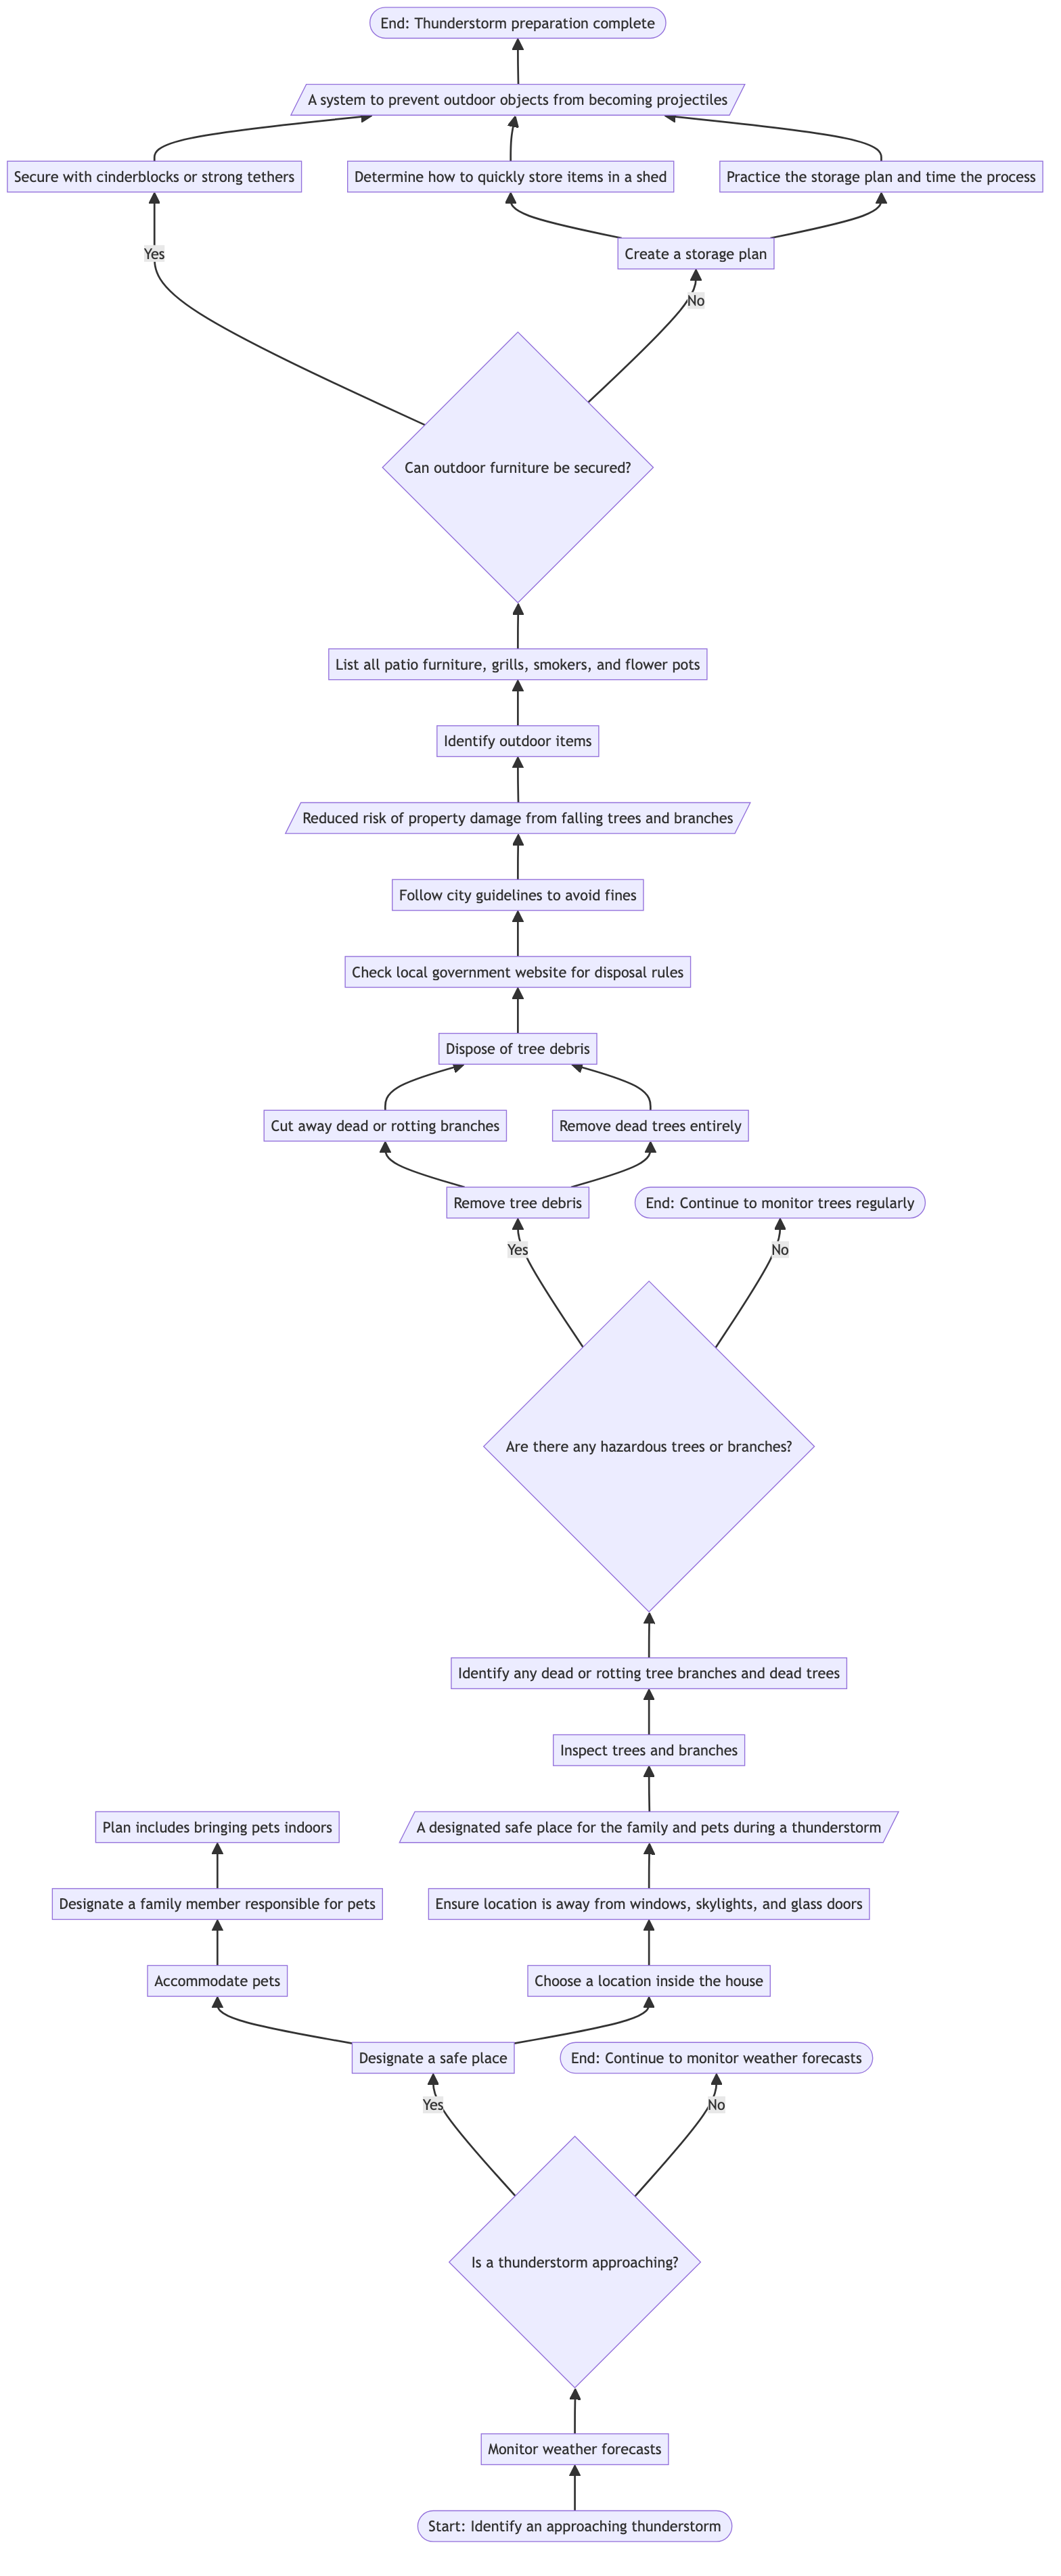 End: Thunderstorm preparation complete
A system to prevent outdoor objects from becoming projectiles
Secure with cinderblocks or strong tethers
Determine how to quickly store items in a shed
Practice the storage plan and time the process
Yes
Create a storage plan
No
Can outdoor furniture be secured?
List all patio furniture, grills, smokers, and flower pots
Identify outdoor items
Reduced risk of property damage from falling trees and branches
Follow city guidelines to avoid fines
Check local government website for disposal rules
Dispose of tree debris
Cut away dead or rotting branches
Remove dead trees entirely
Remove tree debris
End: Continue to monitor trees regularly
Yes
No
Are there any hazardous trees or branches?
Identify any dead or rotting tree branches and dead trees
Inspect trees and branches
Plan includes bringing pets indoors
A designated safe place for the family and pets during a thunderstorm
Designate a family member responsible for pets
Ensure location is away from windows, skylights, and glass doors
Accommodate pets
Choose a location inside the house
Designate a safe place
End: Continue to monitor weather forecasts
Yes
No
Is a thunderstorm approaching?
Monitor weather forecasts
Start: Identify an approaching thunderstorm